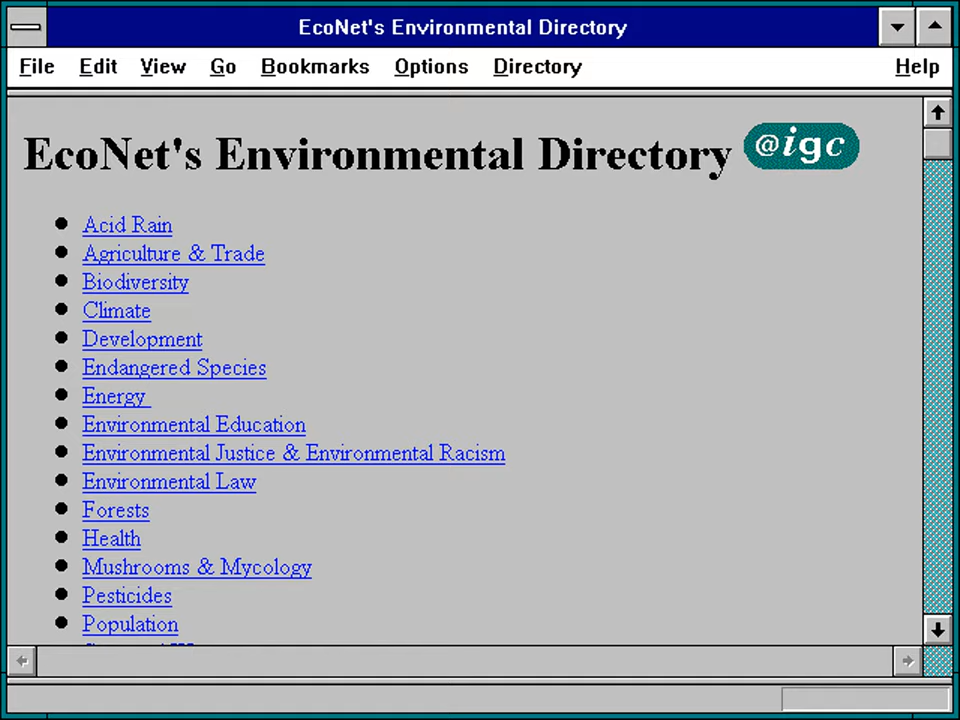 EcoNet's Environmental Directory
File Edit View Go Bookmarks Options Directory Help
EcoNet's Environmental Directory @igc
Acid Rain
Agriculture & Trade
Biodiversity
Climate
Development
Endangered Species
Energy
Environmental Education
Environmental Justice & Environmental Racism
Environmental Law
Forests
Health
Mushrooms & Mycology
Pesticides
Population